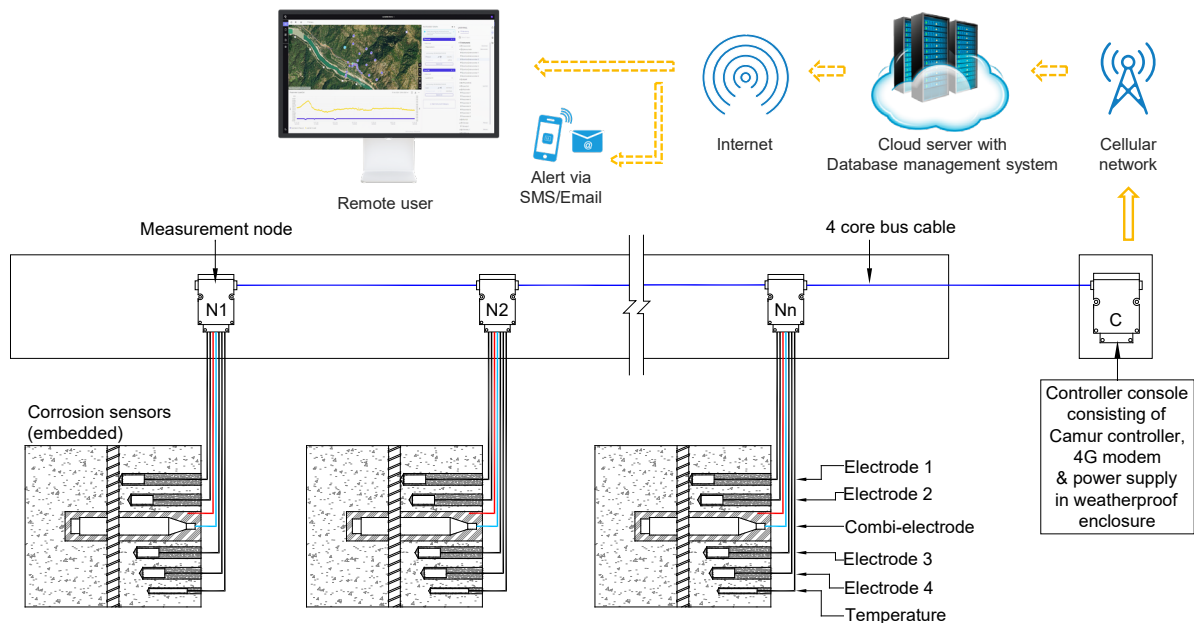 Remote user
Alert via
SMS/Email
@
Internet
Cloud server with
Database management system
Cellular
network
Measurement node
4 core bus cable
N1
N2
Nn
C
Corrosion sensors
(embedded)
Electrode 1
Electrode 2
Combi-electrode
Electrode 3
Electrode 4
Temperature
Controller console
consisting of
Camur controller,
4G modem
& power supply
in weatherproof
enclosure